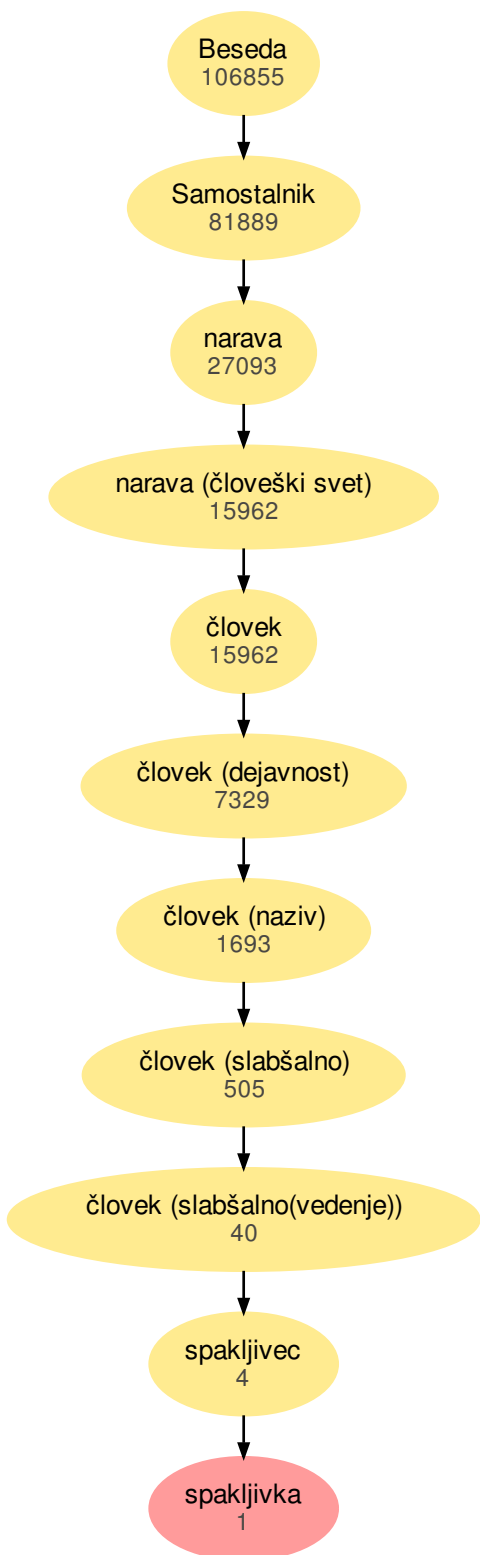 Beseda
106855
Samostalnik
81889
narava
27093
narava (človeški svet)
15962
človek
15962
človek (dejavnost)
7329
človek (naziv)
1693
človek (slabšalno)
505
človek (slabšalno(vedenje))
40
spakljivec
4
spakljivka
1